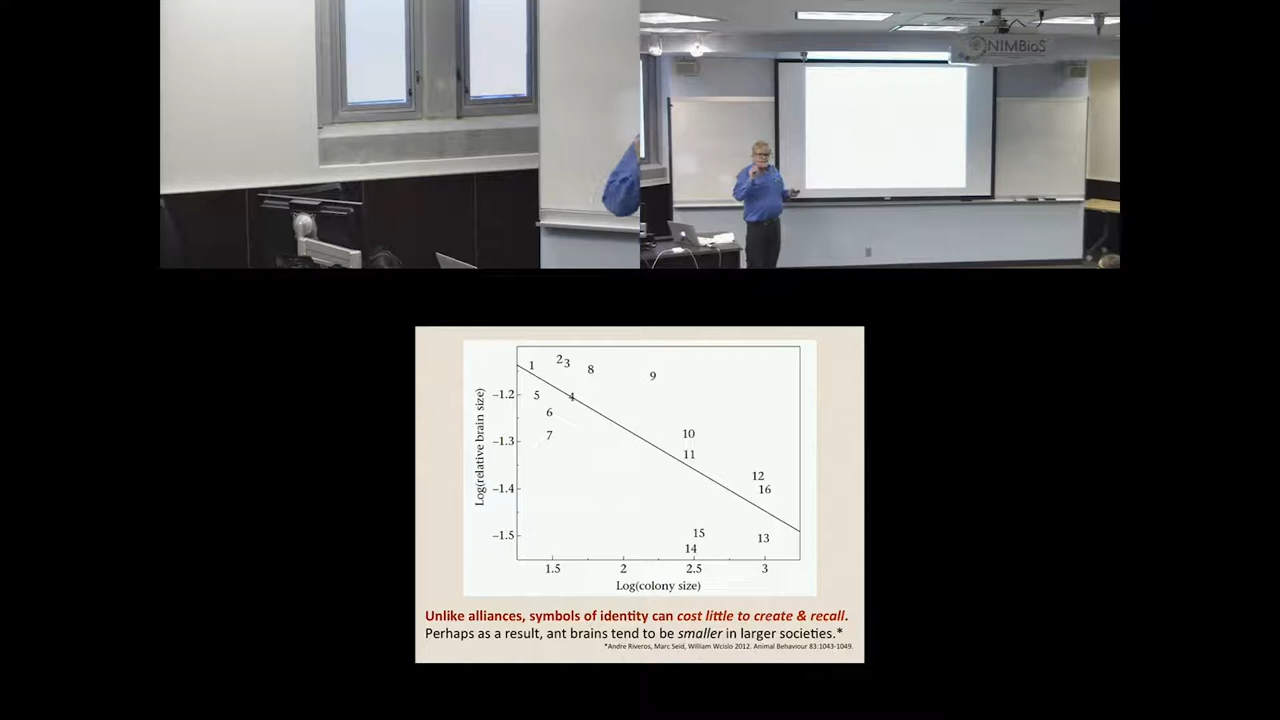 NIMBioS
1
2
3
8
9
5
4
6
7
10
11
12
16
15
13
14
−1.2
−1.3
−1.4
−1.5
Log(relative brain size)
1.5 2 2.5 3
Log(colony size)
Unlike alliances, symbols of identity can cost little to create & recall.
Perhaps as a result, ant brains tend to be smaller in larger societies.*
*Andre Riveros, Marc Seid, William Wcislo 2012. Animal Behaviour 83:1043-1049.